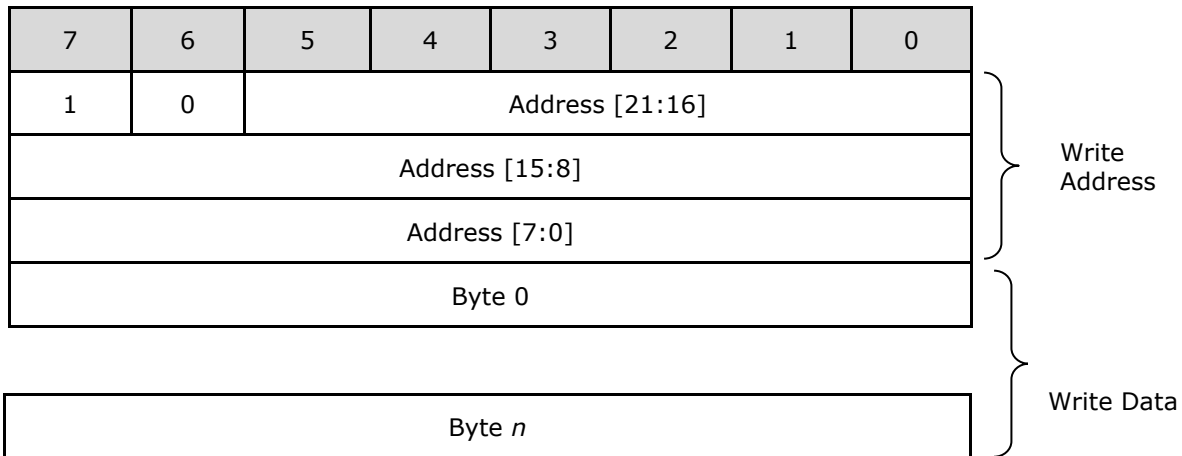 7 6 5 4 3 2 1 0
1 0 Address [21:16]
Address [15:8]
Write
Address
Address [7:0]
Byte 0
Write Data
Byte n